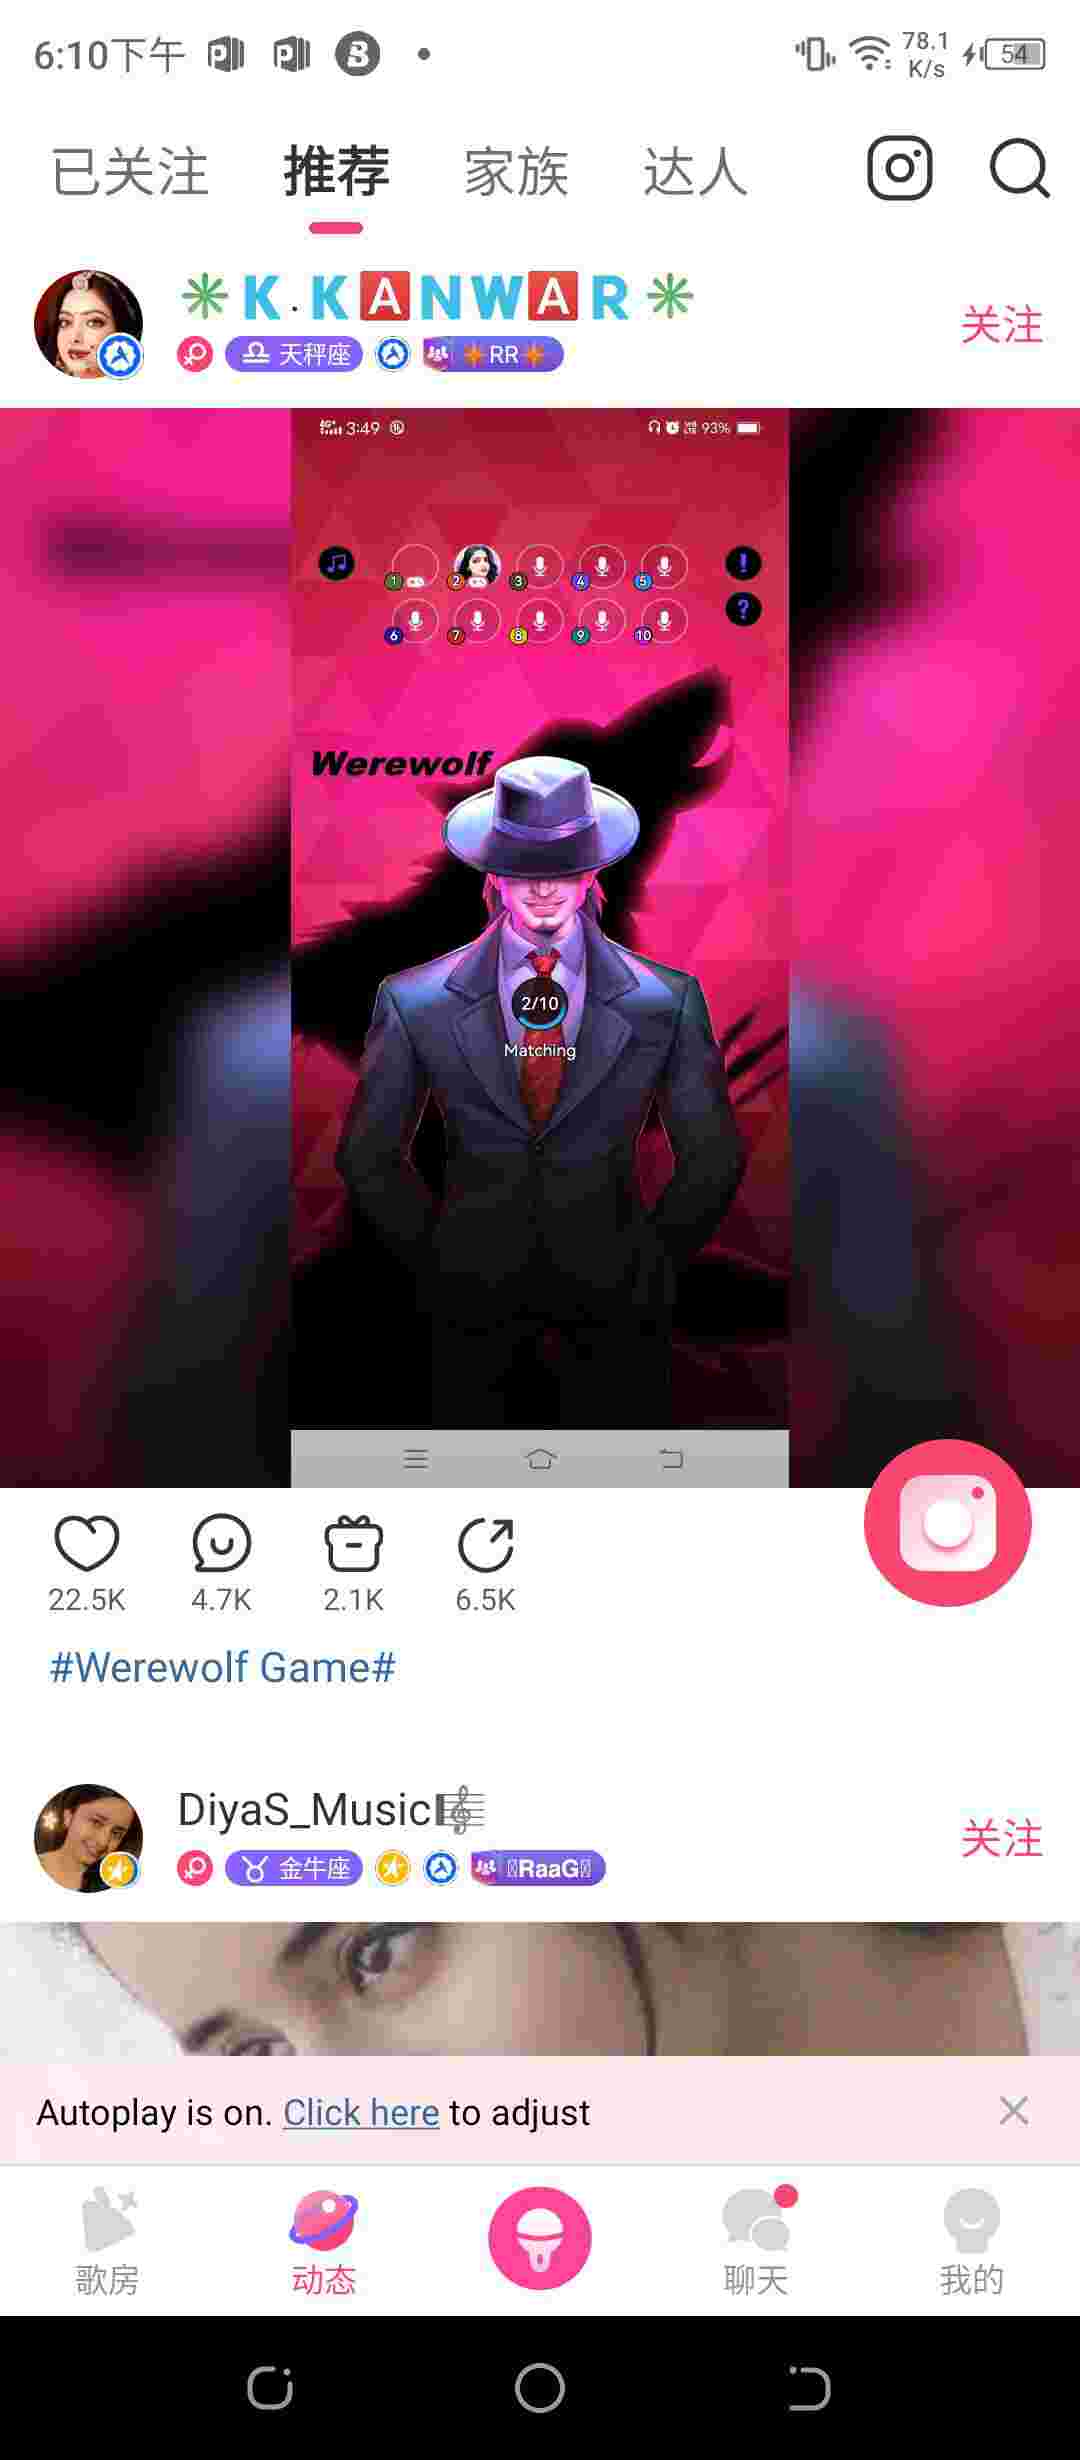 6:10下午
78.1 K/s
54
已关注 推荐 家族 达人
K.KANWAR
关注
天秤座 RR
3:49 93%
1 2 3 4 5
6 7 8 9 10
Werewolf
2/10
Matching
22.5K 4.7K 2.1K 6.5K
#Werewolf Game#
DiyaS_Music
关注
金牛座 RaaG
Autoplay is on. Click here to adjust
歌房 动态 聊天 我的